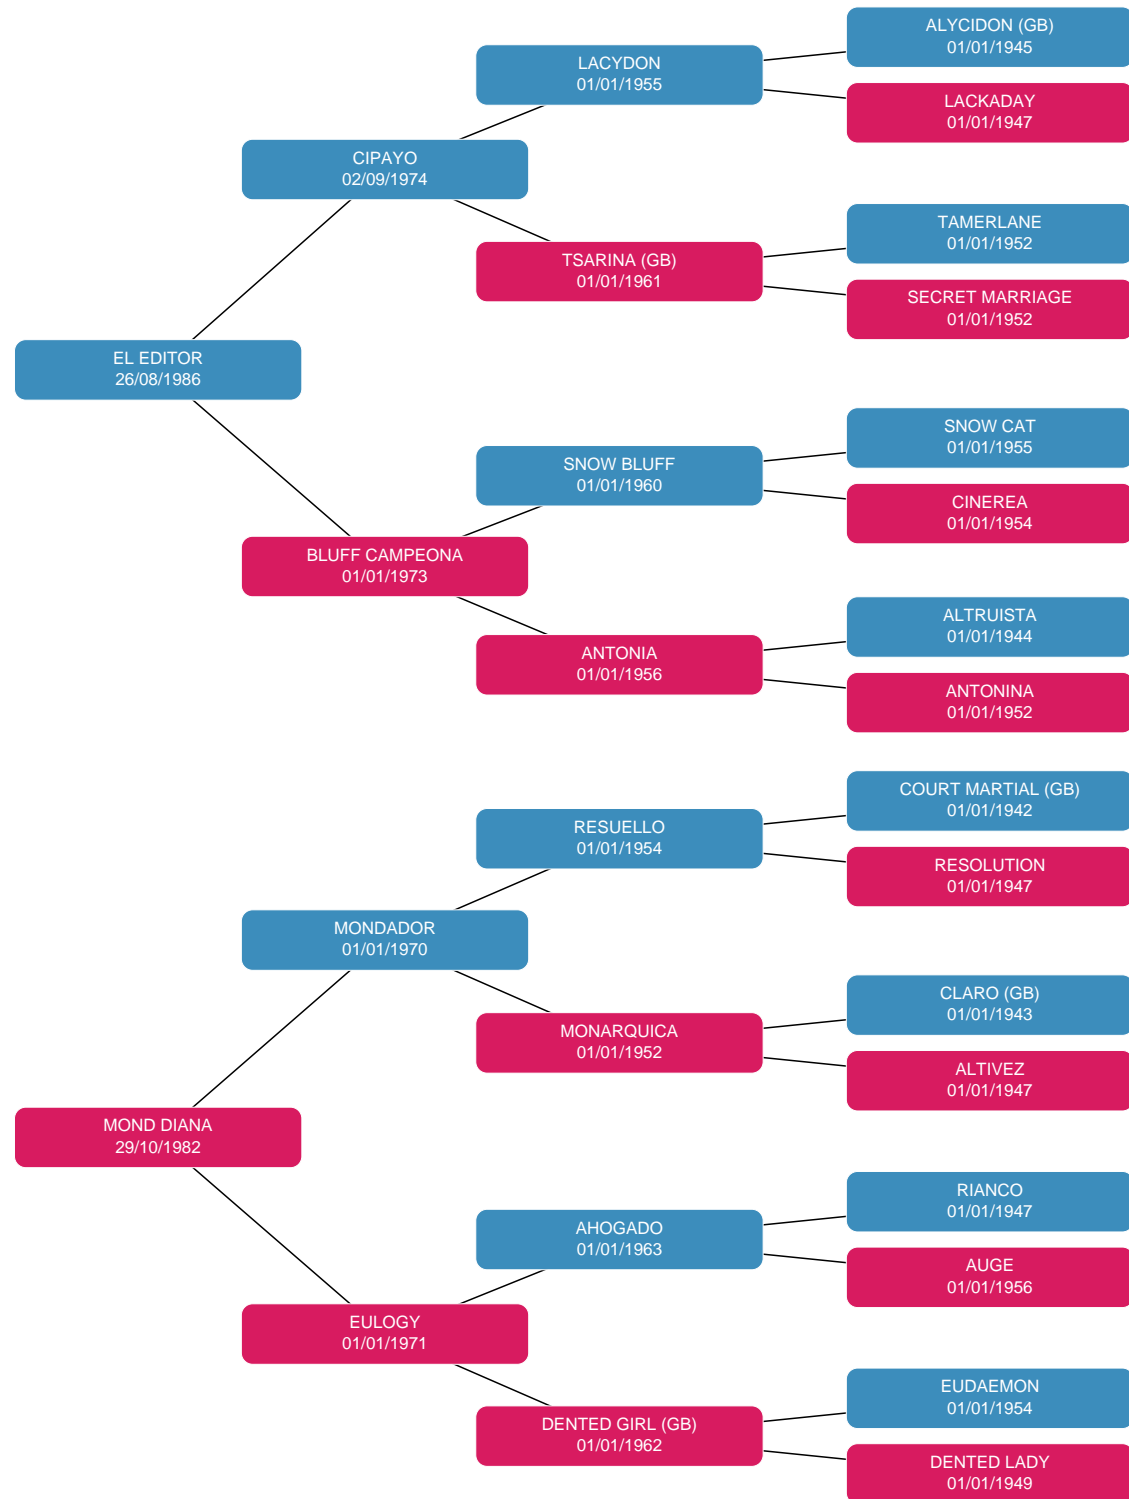 ALYCIDON (GB)
01/01/1945
LACYDON
01/01/1955
LACKADAY
01/01/1947
CIPAYO
02/09/1974
TAMERLANE
01/01/1952
TSARINA (GB)
01/01/1961
SECRET MARRIAGE
01/01/1952
EL EDITOR
26/08/1986
SNOW CAT
01/01/1955
SNOW BLUFF
01/01/1960
CINEREA
01/01/1954
BLUFF CAMPEONA
01/01/1973
ALTRUISTA
01/01/1944
ANTONIA
01/01/1956
ANTONINA
01/01/1952
COURT MARTIAL (GB)
01/01/1942
RESUELLO
01/01/1954
RESOLUTION
01/01/1947
MONDADOR
01/01/1970
CLARO (GB)
01/01/1943
MONARQUICA
01/01/1952
ALTIVEZ
01/01/1947
MOND DIANA
29/10/1982
RIANCO
01/01/1947
AHOGADO
01/01/1963
AUGE
01/01/1956
EULOGY
01/01/1971
EUDAEMON
01/01/1954
DENTED GIRL (GB)
01/01/1962
DENTED LADY
01/01/1949